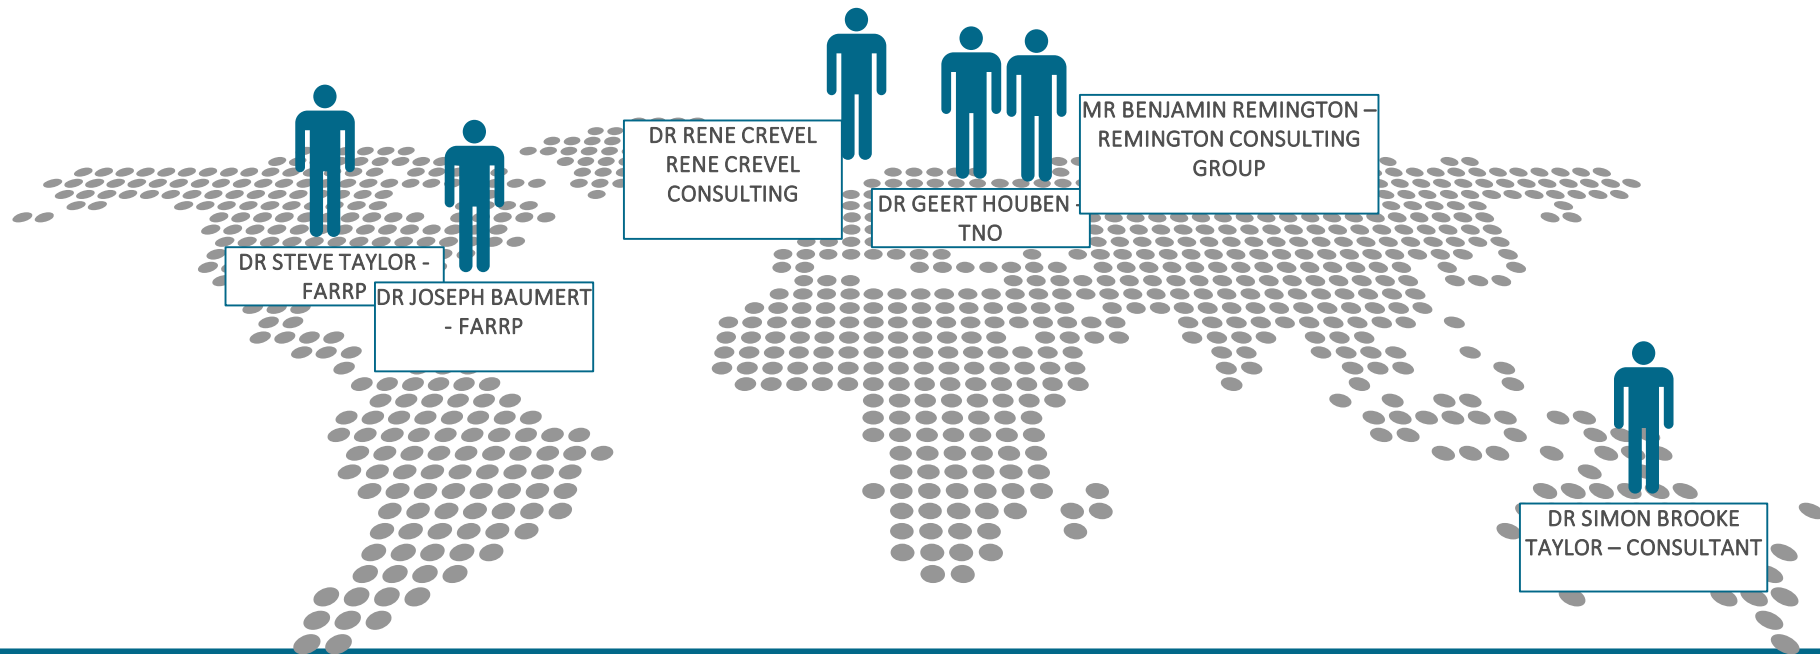 DR STEVE TAYLOR -
FARRP
DR JOSEPH BAUMERT
- FARRP
DR RENE CREVEL
RENE CREVEL
CONSULTING
DR GEERT HOUBEN -
TNO
MR BENJAMIN REMINGTON –
REMINGTON CONSULTING
GROUP
DR SIMON BROOKE
TAYLOR – CONSULTANT